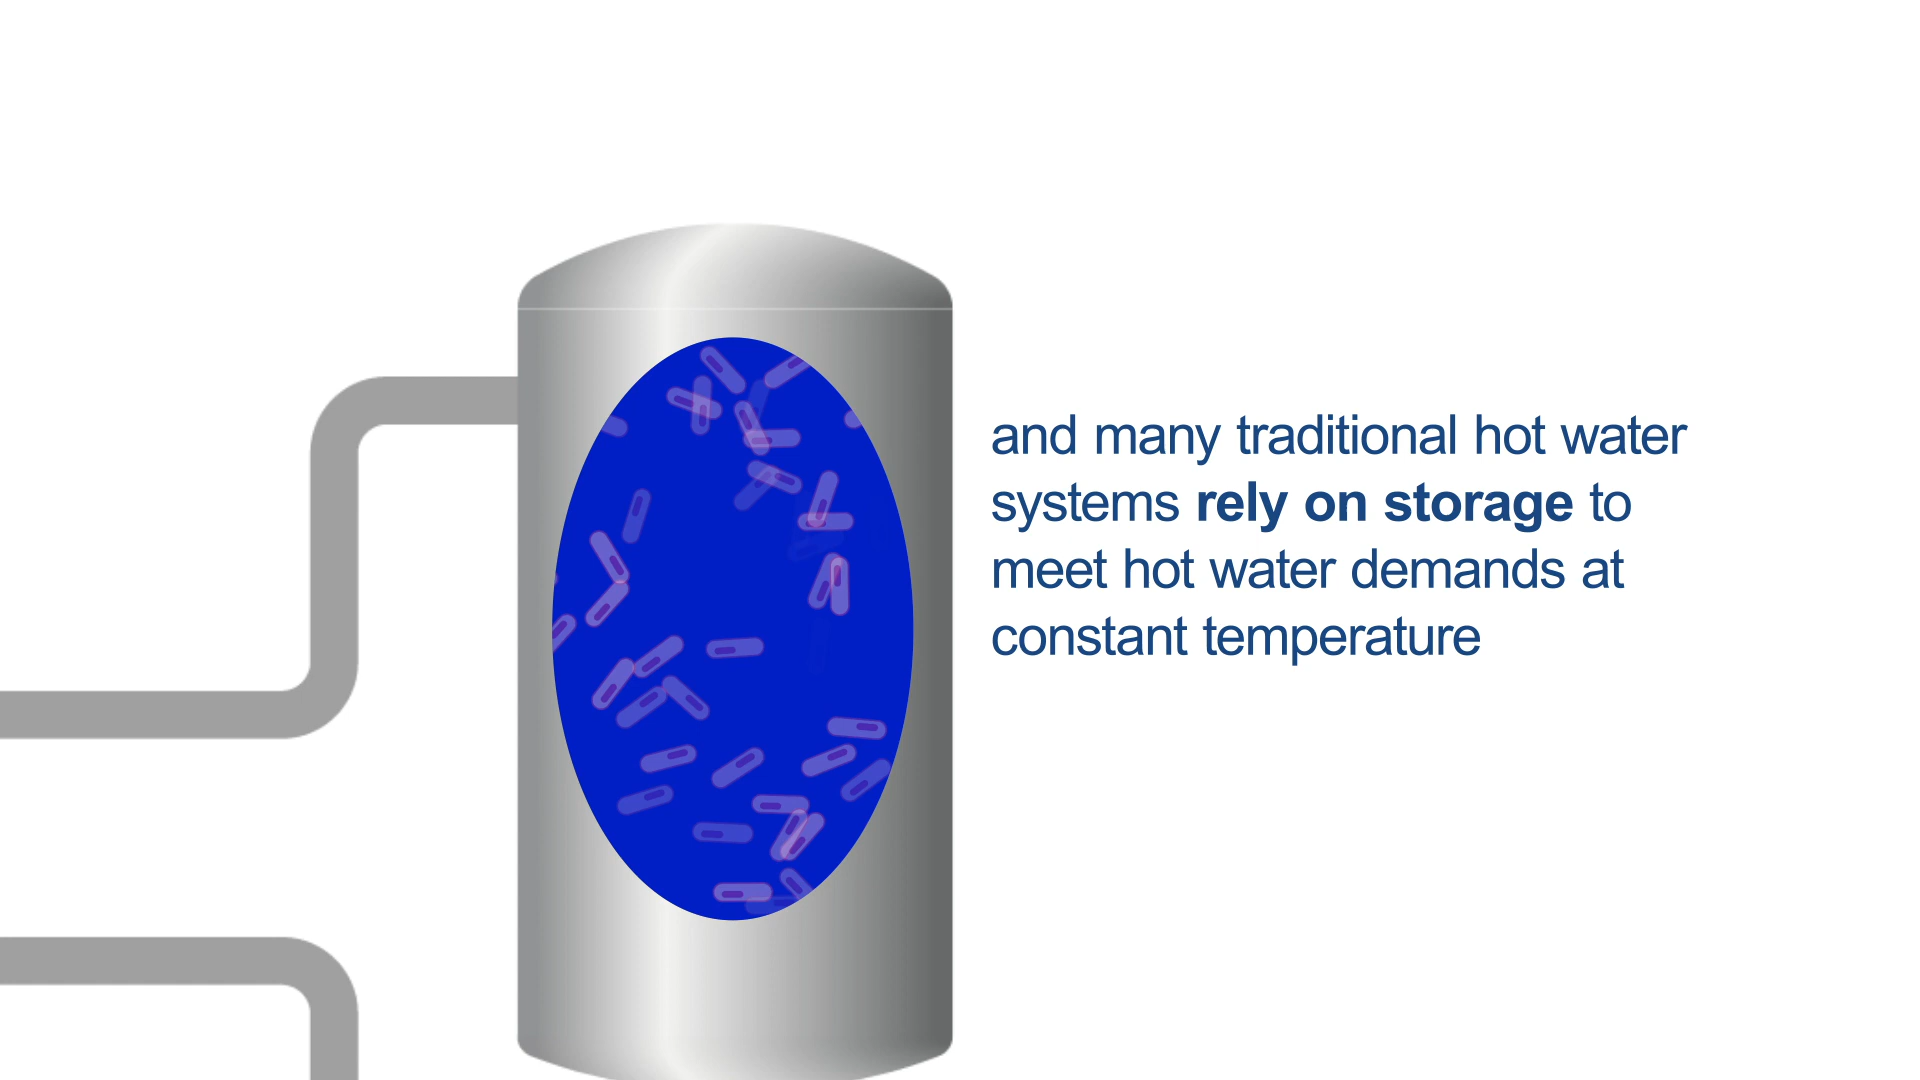 and many traditional hot water
systems rely on storage to
meet hot water demands at
constant temperature